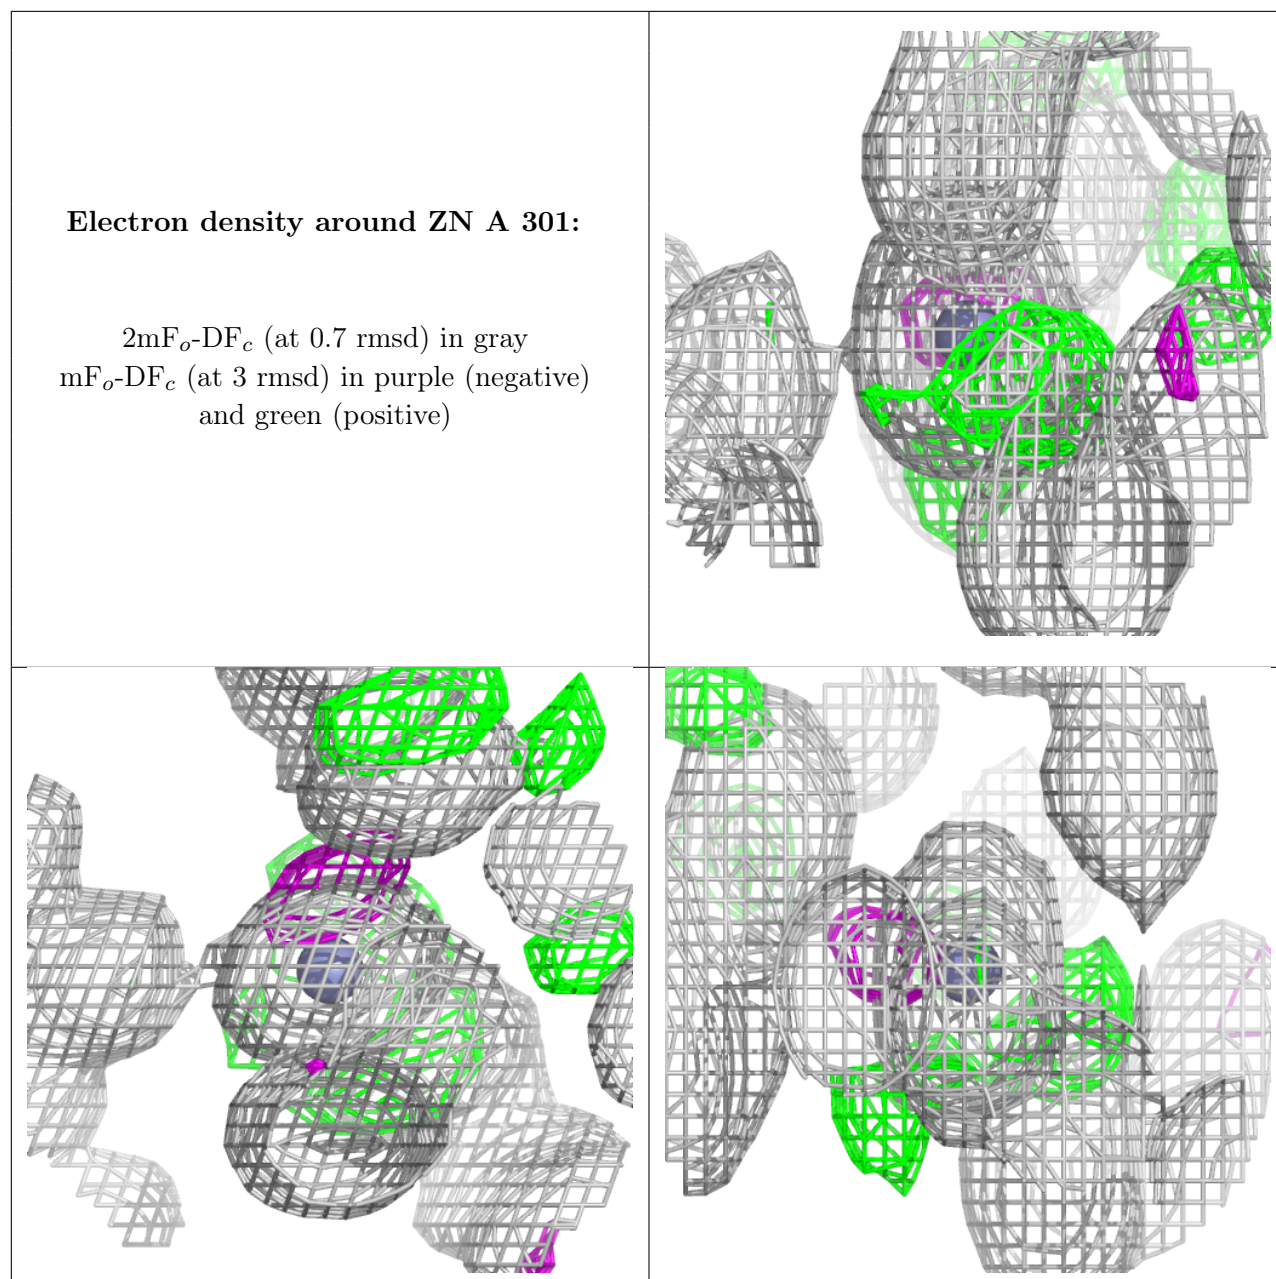 Electron density around ZN A 301:
2mFo-DFc (at 0.7 rmsd) in gray
mFo-DFc (at 3 rmsd) in purple (negative)
and green (positive)